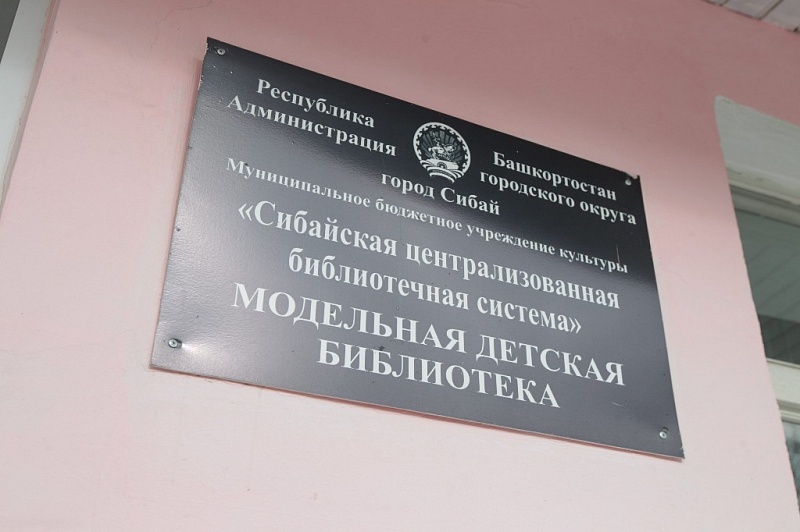 Республика Башкортостан
Администрация городского округа
город Сибай
Муниципальное бюджетное учреждение культуры
«Сибайская централизованная
библиотечная система»
МОДЕЛЬНАЯ ДЕТСКАЯ
БИБЛИОТЕКА